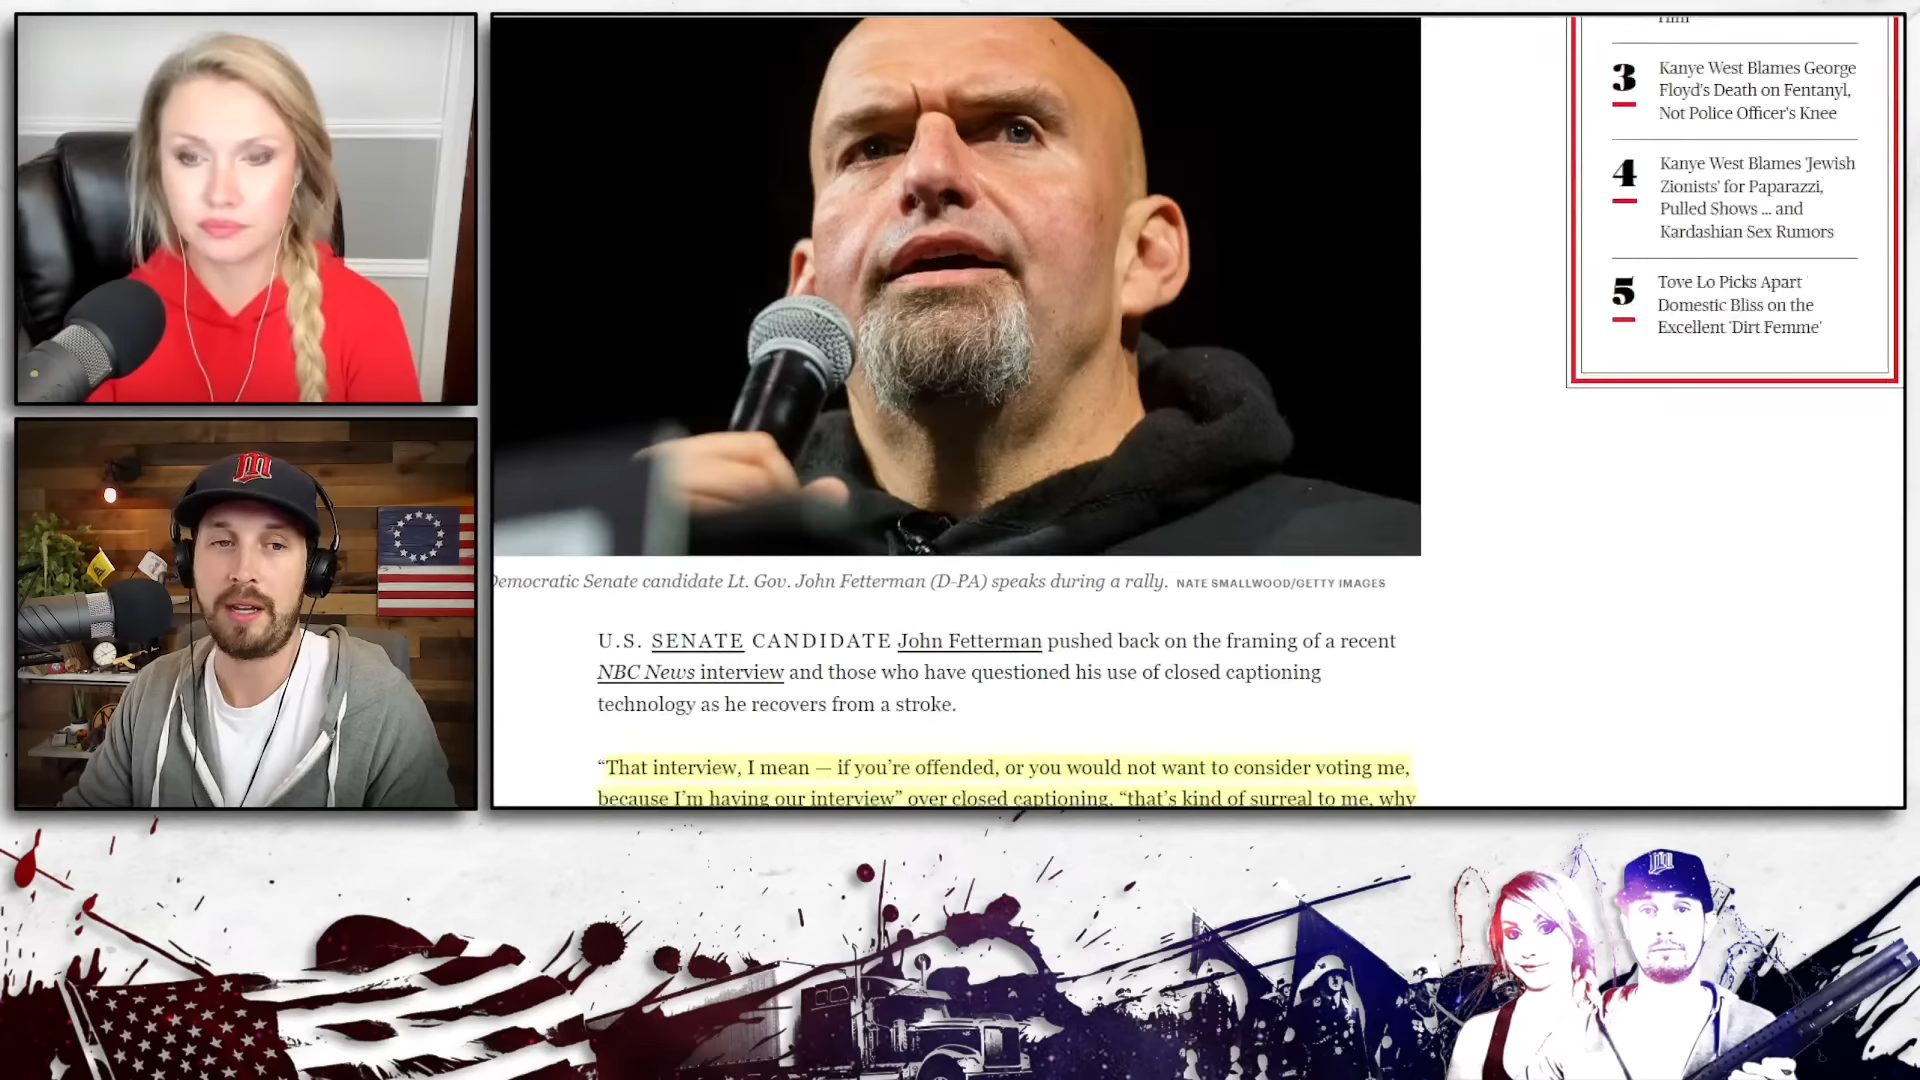 3
Kanye West Blames George
Floyd's Death on Fentanyl,
Not Police Officer's Knee
4
Kanye West Blames 'Jewish
Zionists' for Paparazzi,
Pulled Shows ... and
Kardashian Sex Rumors
5
Tove Lo Picks Apart
Domestic Bliss on the
Excellent 'Dirt Femme'
Democratic Senate candidate Lt. Gov. John Fetterman (D-PA) speaks during a rally. NATE SMALLWOOD/GETTY IMAGES
U.S. SENATE CANDIDATE John Fetterman pushed back on the framing of a recent
NBC News interview and those who have questioned his use of closed captioning
technology as he recovers from a stroke.
“That interview, I mean — if you’re offended, or you would not want to consider voting me,
because I’m having our interview” over closed captioning, “that’s kind of surreal to me, why